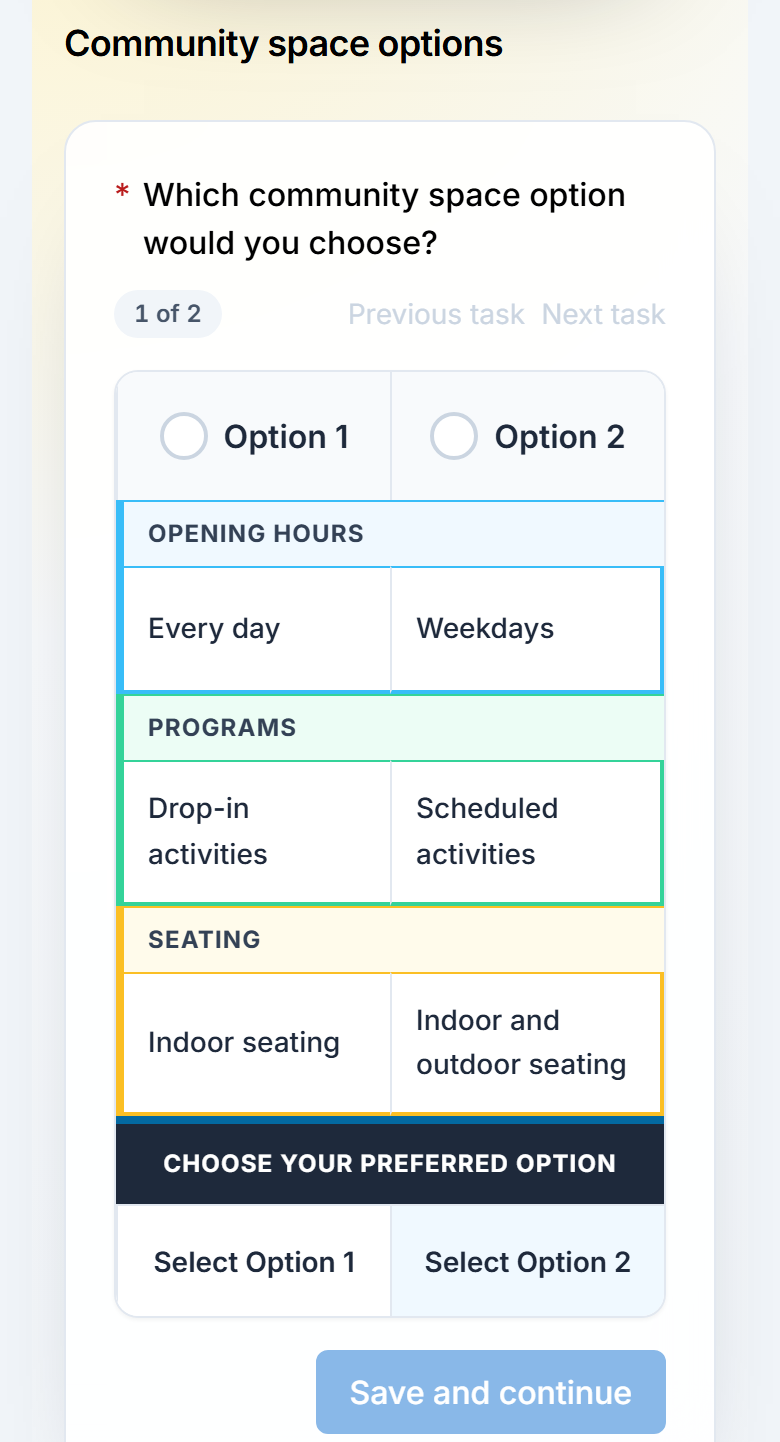 Community space options
* Which community space option
would you choose?
1 of 2 Previous task Next task
Option 1 Option 2
OPENING HOURS
Every day Weekdays
PROGRAMS
Drop-in
activities
Scheduled
activities
SEATING
Indoor seating
Indoor and
outdoor seating
CHOOSE YOUR PREFERRED OPTION
Select Option 1 Select Option 2
Save and continue